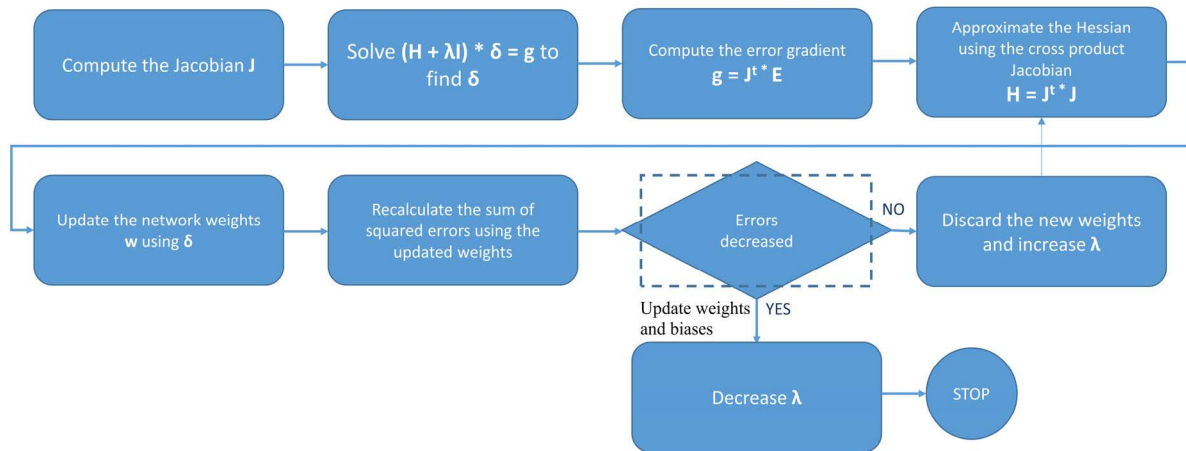 Compute the Jacobian J
Solve (H + λI) * δ = g to
find δ
Compute the error gradient
g = Jᵗ * E
Approximate the Hessian
using the cross product
Jacobian
H = Jᵗ * J
Update the network weights
w using δ
Recalculate the sum of
squared errors using the
updated weights
Errors
decreased
NO
Discard the new weights
and increase λ
Update weights
and biases
YES
Decrease λ
STOP